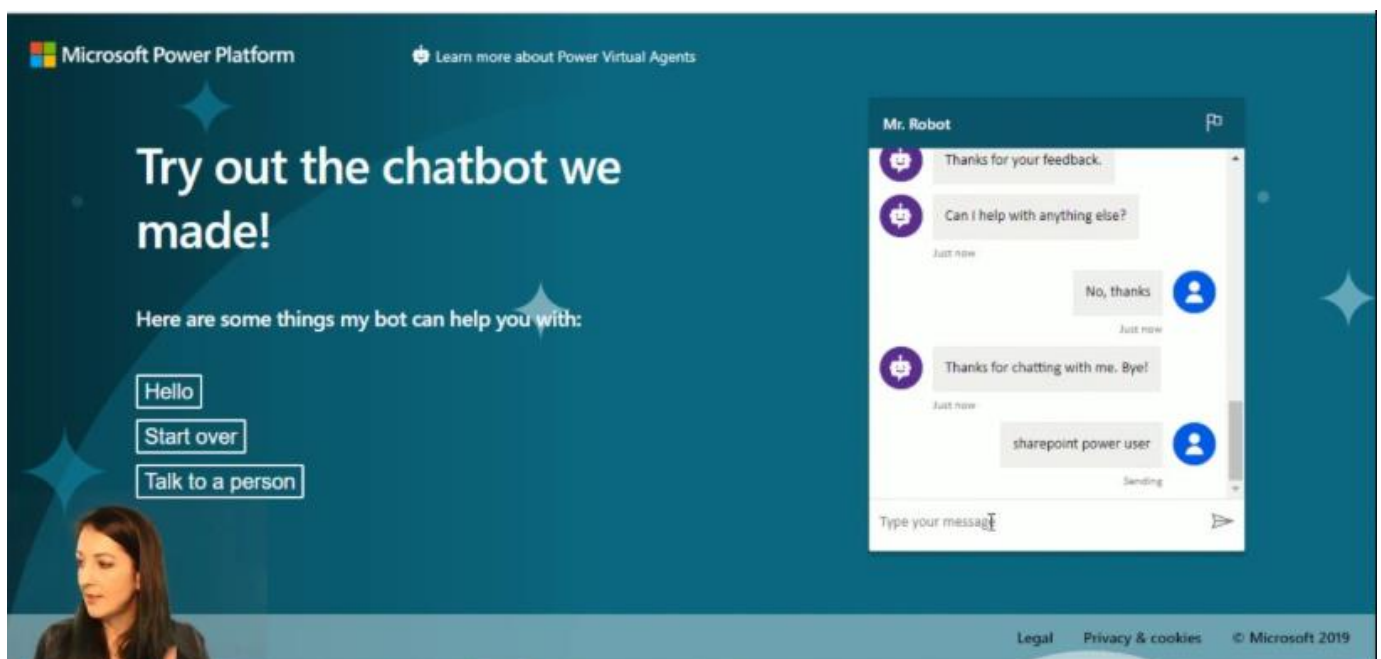 Microsoft Power Platform
Learn more about Power Virtual Agents
Try out the chatbot we
made!
Here are some things my bot can help you with:
Hello
Start over
Talk to a person
Mr. Robot
Thanks for your feedback.
Can I help with anything else?
Just now
No, thanks
Just now
Thanks for chatting with me. Bye!
Just now
sharepoint power user
Sending
Type your message
Legal
Privacy & cookies
© Microsoft 2019